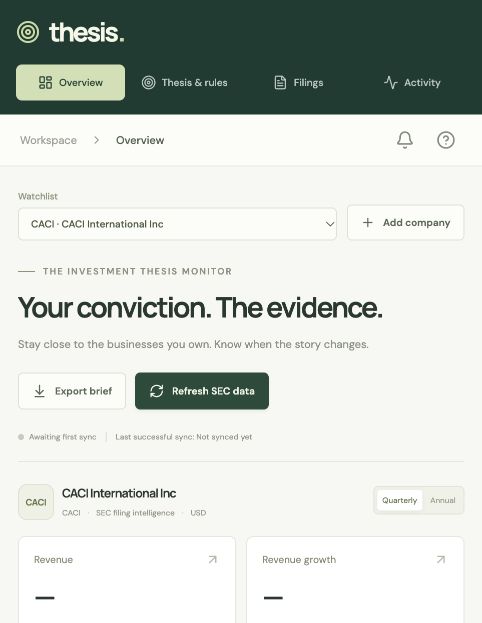 thesis.
Overview
Thesis & rules
Filings
Activity
Workspace > Overview
Watchlist
CACI · CACI International Inc
Add company
THE INVESTMENT THESIS MONITOR
Your conviction. The evidence.
Stay close to the businesses you own. Know when the story changes.
Export brief
Refresh SEC data
Awaiting first sync
Last successful sync: Not synced yet
CACI
CACI International Inc
CACI · SEC filing intelligence · USD
Quarterly
Annual
Revenue
—
Revenue growth
—